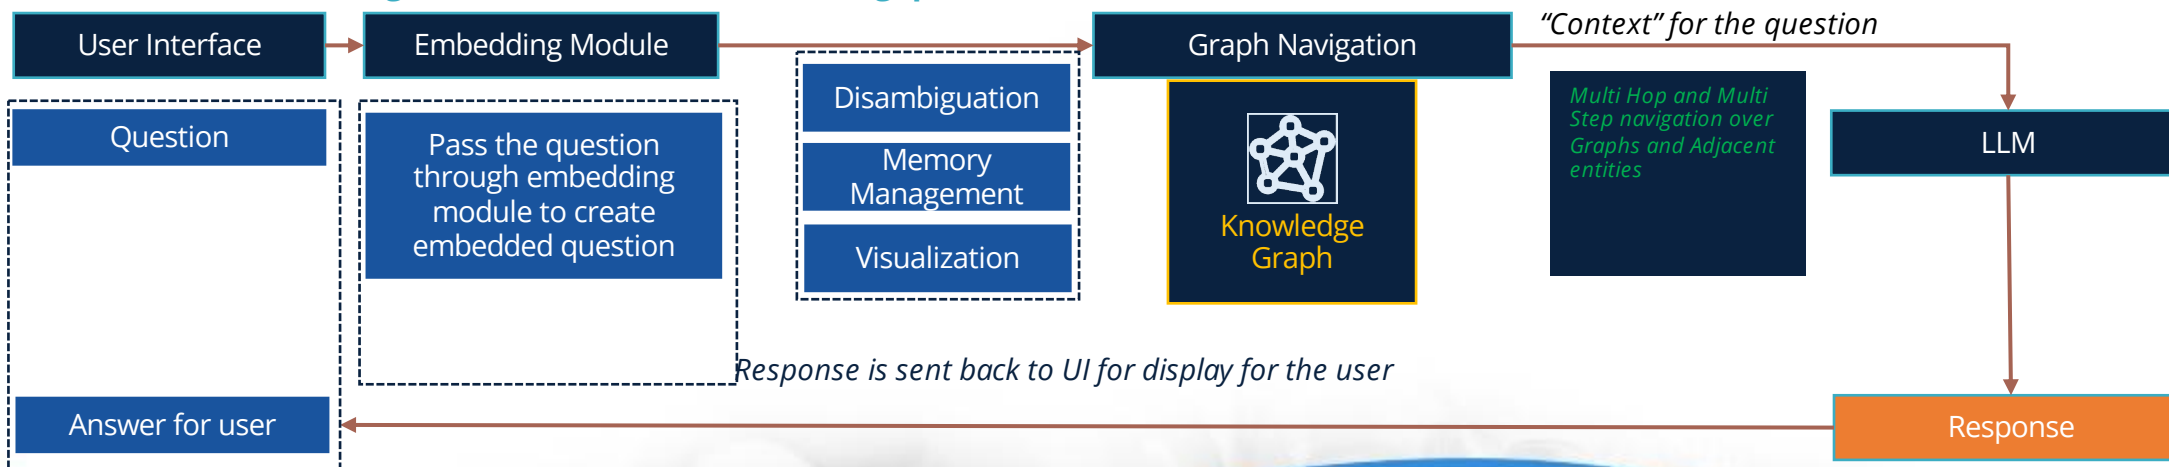 User Interface
Embedding Module
Graph Navigation
“Context” for the question
Question
Pass the question
through embedding
module to create
embedded question
Disambiguation
Memory
Management
Visualization
Knowledge
Graph
Multi Hop and Multi
Step navigation over
Graphs and Adjacent
entities
LLM
Response is sent back to UI for display for the user
Answer for user
Response